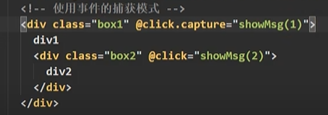 <!-- 使用事件的捕获模式 -->
<div class="box1" @click.capture="showMsg(1)">
div1
<div class="box2" @click="showMsg(2)">
div2
</div>
</div>